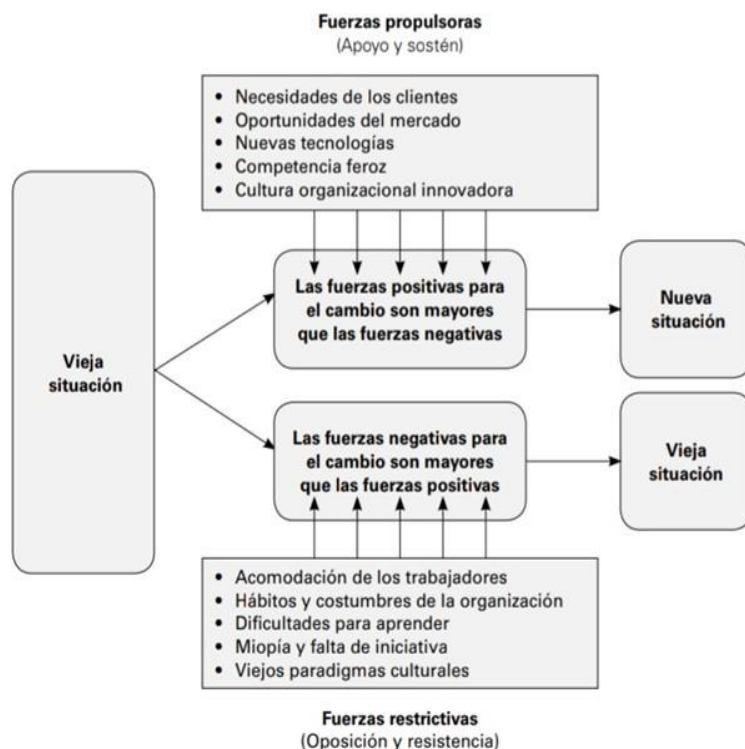 Fuerzas propulsoras
(Apoyo y sostén)
• Necesidades de los clientes
• Oportunidades del mercado
• Nuevas tecnologías
• Competencia feroz
• Cultura organizacional innovadora
Vieja
situación
Las fuerzas positivas para
el cambio son mayores
que las fuerzas negativas
Nueva
situación
Las fuerzas negativas para
el cambio son mayores
que las fuerzas positivas
Vieja
situación
• Acomodación de los trabajadores
• Hábitos y costumbres de la organización
• Dificultades para aprender
• Miopía y falta de iniciativa
• Viejos paradigmas culturales
Fuerzas restrictivas
(Oposición y resistencia)